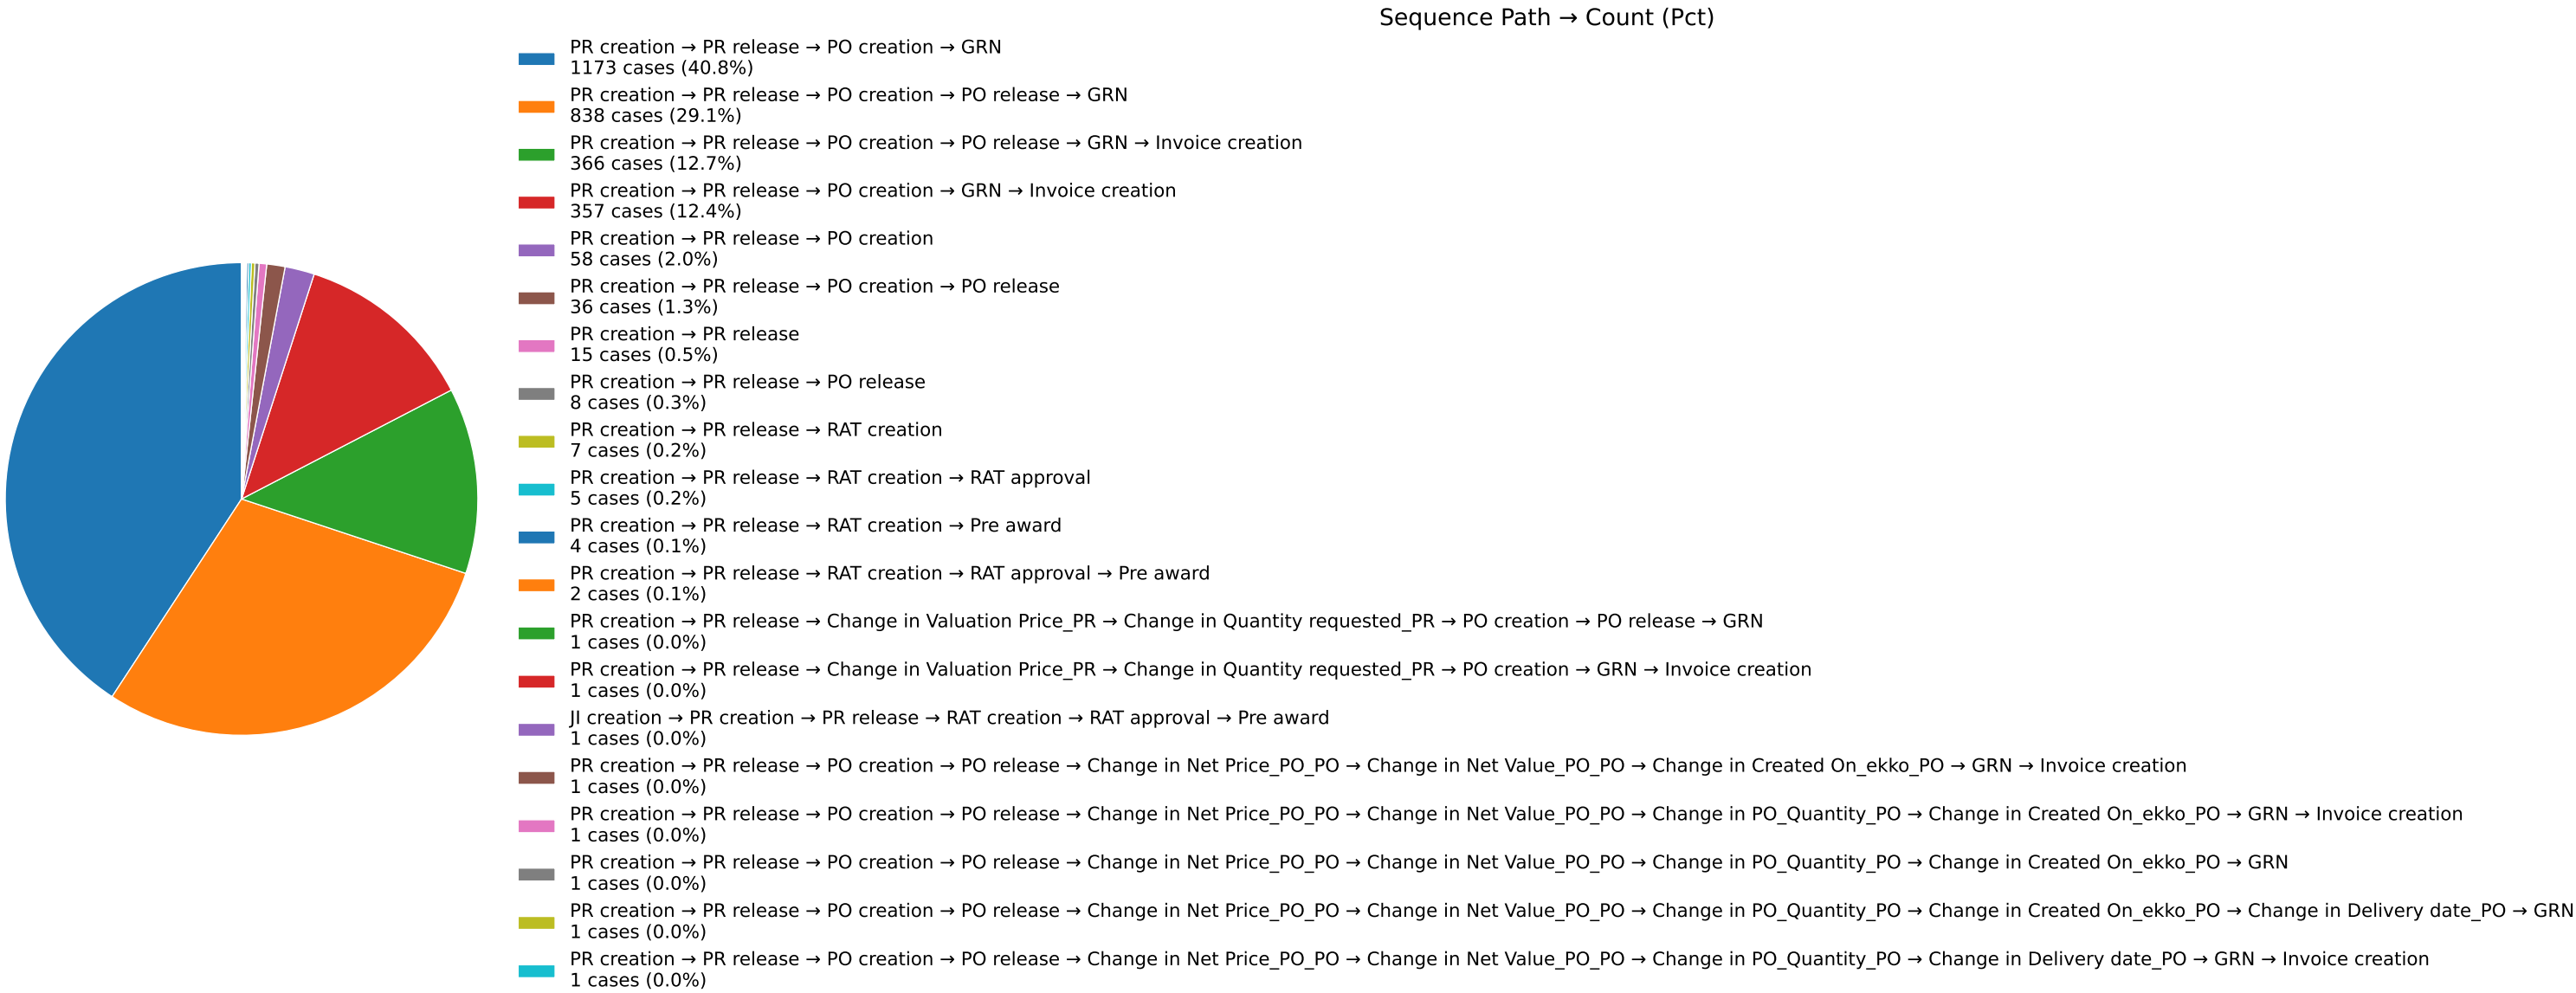 Sequence Path → Count (Pct)
PR creation → PR release → PO creation → GRN
1173 cases (40.8%)
PR creation → PR release → PO creation → PO release → GRN
838 cases (29.1%)
PR creation → PR release → PO creation → PO release → GRN → Invoice creation
366 cases (12.7%)
PR creation → PR release → PO creation → GRN → Invoice creation
357 cases (12.4%)
PR creation → PR release → PO creation
58 cases (2.0%)
PR creation → PR release → PO creation → PO release
36 cases (1.3%)
PR creation → PR release
15 cases (0.5%)
PR creation → PR release → PO release
8 cases (0.3%)
PR creation → PR release → RAT creation
7 cases (0.2%)
PR creation → PR release → RAT creation → RAT approval
5 cases (0.2%)
PR creation → PR release → RAT creation → Pre award
4 cases (0.1%)
PR creation → PR release → RAT creation → RAT approval → Pre award
2 cases (0.1%)
PR creation → PR release → Change in Valuation Price_PR → Change in Quantity requested_PR → PO creation → PO release → GRN
1 cases (0.0%)
PR creation → PR release → Change in Valuation Price_PR → Change in Quantity requested_PR → PO creation → GRN → Invoice creation
1 cases (0.0%)
JI creation → PR creation → PR release → RAT creation → RAT approval → Pre award
1 cases (0.0%)
PR creation → PR release → PO creation → PO release → Change in Net Price_PO_PO → Change in Net Value_PO_PO → Change in Created On_ekko_PO → GRN → Invoice creation
1 cases (0.0%)
PR creation → PR release → PO creation → PO release → Change in Net Price_PO_PO → Change in Net Value_PO_PO → Change in PO_Quantity_PO → Change in Created On_ekko_PO → GRN → Invoice creation
1 cases (0.0%)
PR creation → PR release → PO creation → PO release → Change in Net Price_PO_PO → Change in Net Value_PO_PO → Change in PO_Quantity_PO → Change in Created On_ekko_PO → GRN
1 cases (0.0%)
PR creation → PR release → PO creation → PO release → Change in Net Price_PO_PO → Change in Net Value_PO_PO → Change in PO_Quantity_PO → Change in Created On_ekko_PO → Change in Delivery date_PO → GRN
1 cases (0.0%)
PR creation → PR release → PO creation → PO release → Change in Net Price_PO_PO → Change in Net Value_PO_PO → Change in PO_Quantity_PO → Change in Delivery date_PO → GRN → Invoice creation
1 cases (0.0%)